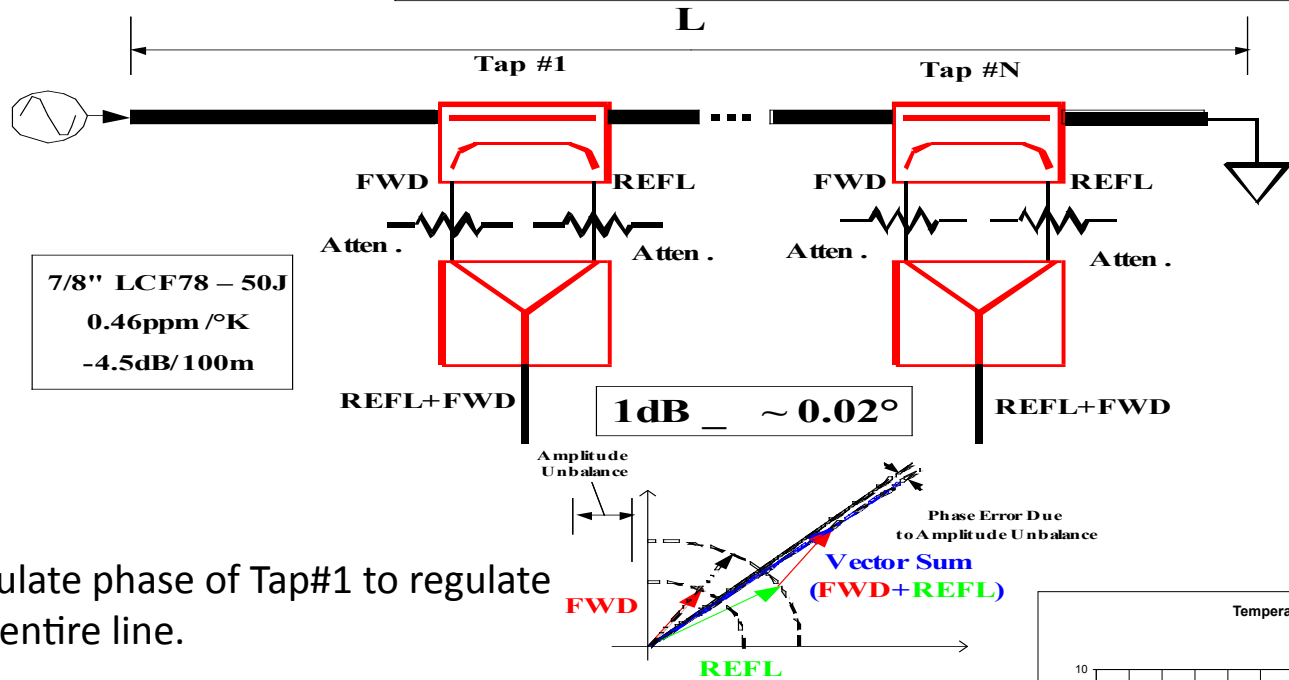 L
Tap #1
Tap #N
FWD
REFL
FWD
REFL
Atten .
Atten .
Atten .
Atten .
7/8" LCF78 – 50J
0.46ppm /°K
-4.5dB/100m
REFL+FWD
1dB _ ~ 0.02°
REFL+FWD
Amplitude
Unbalance
Phase Error Due
to Amplitude Unbalance
Vector Sum
(FWD+REFL)
FWD
REFL
ulate phase of Tap#1 to regulate
entire line.
Tempera
10